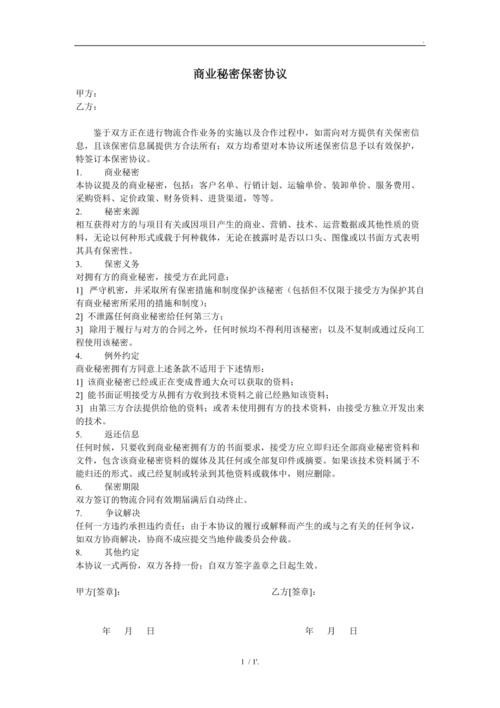 商业秘密保密协议
甲方：
乙方：
鉴于双方正在进行物流合作业务的实施以及合作过程中，如需向对方提供有关保密信
息，且该保密信息属提供方合法所有；双方均希望对本协议所述保密信息予以有效保护，
特签订本保密协议。
1. 商业秘密
本协议提及的商业秘密，包括：客户名单、行销计划、运输单价、装卸单价、服务费用、
采购资料、定价政策、财务资料、进货渠道，等等。
2. 秘密来源
相互获得对方的与项目有关或因项目产生的商业、营销、技术、运营数据或其他性质的资
料，无论以何种形式或载于何种载体，无论在披露时是否以口头、图像或以书面方式表明
其具有保密性。
3. 保密义务
对拥有方的商业秘密，接受方在此同意：
1] 严守机密，并采取所有保密措施和制度保护该秘密（包括但不仅限于接受方为保护其自
有商业秘密所采用的措施和制度）；
2] 不泄露任何商业秘密给任何第三方；
3] 除用于履行与对方的合同之外，任何时候均不得利用该秘密；以及不复制或通过反向工
程使用该秘密。
4. 例外约定
商业秘密拥有方同意上述条款不适用于下述情形：
1] 该商业秘密已经或正在变成普通大众可以获取的资料；
2] 能书面证明接受方从拥有方收到技术资料之前已经熟知该资料；
3] 由第三方合法提供给他的资料；或者未使用拥有方的技术资料，由接受方独立开发出来
的技术。
5. 返还信息
任何时候，只要收到商业秘密拥有方的书面要求，接受方应立即归还全部商业秘密资料和
文件，包含该商业秘密资料的媒体及其任何或全部复印件或摘要。如果该技术资料属于不
能归还的形式、或已经复制或转录到其他资料或载体中，则应删除。
6. 保密期限
双方签订的物流合同有效期届满后自动终止。
7. 争议解决
任何一方违约承担违约责任；由于本协议的履行或解释而产生的或与之有关的任何争议，
如双方协商解决，协商不成应提交当地仲裁委员会仲裁。
8. 其他约定
本协议一式两份，双方各持一份；自双方签字盖章之日起生效。
甲方[签章]： 乙方[签章]：
年 月 日 年 月 日
1 / 1'.